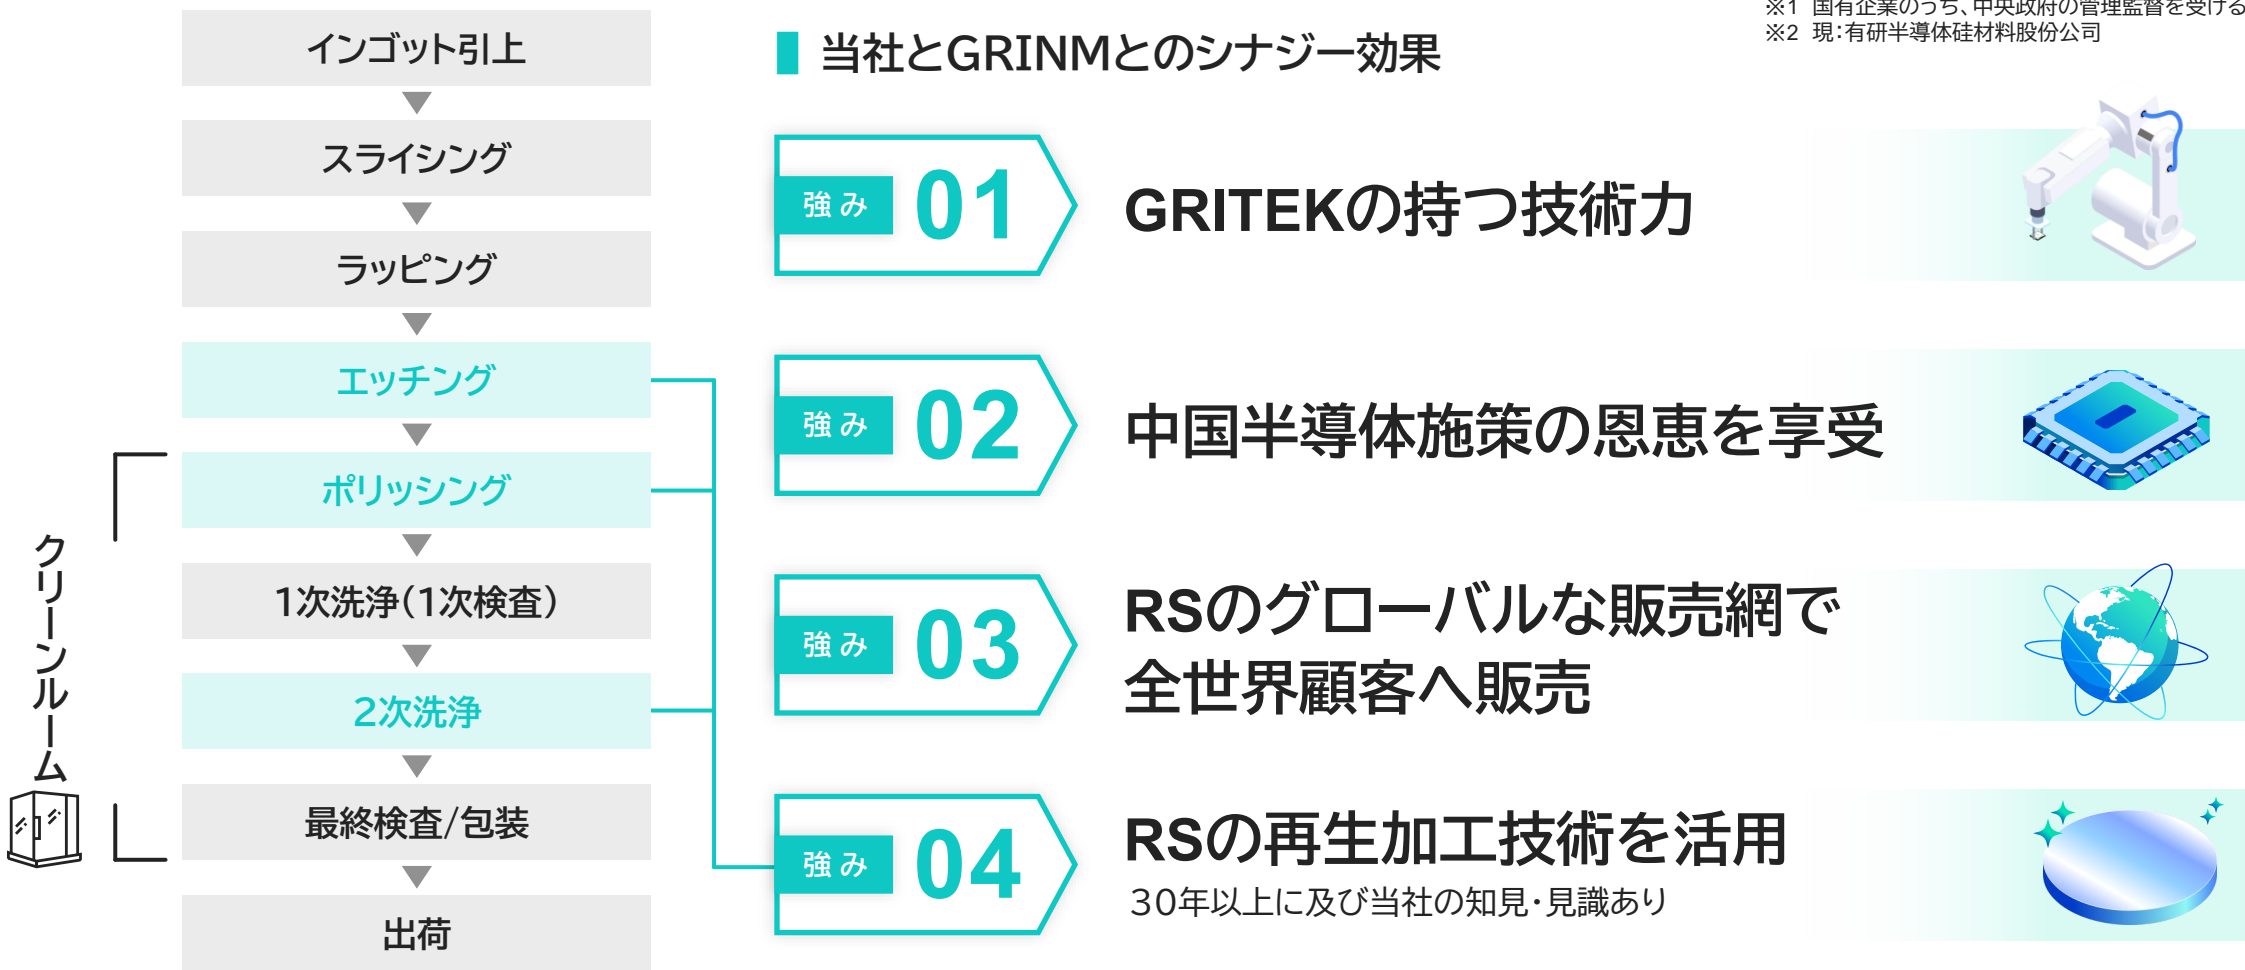 ※1 国有企業のうち、中央政府の管理監督を受ける
※2 現：有研半導体硅材料股份公司
インゴット引上
スライシング
ラッピング
エッチング
ポリッシング
1次洗浄（1次検査）
2次洗浄
最終検査/包装
出荷
クリーンルーム
当社とGRINMとのシナジー効果
強み 01
GRITEKの持つ技術力
強み 02
中国半導体施策の恩恵を享受
強み 03
RSのグローバルな販売網で
全世界顧客へ販売
強み 04
RSの再生加工技術を活用
30年以上に及び当社の知見・見識あり